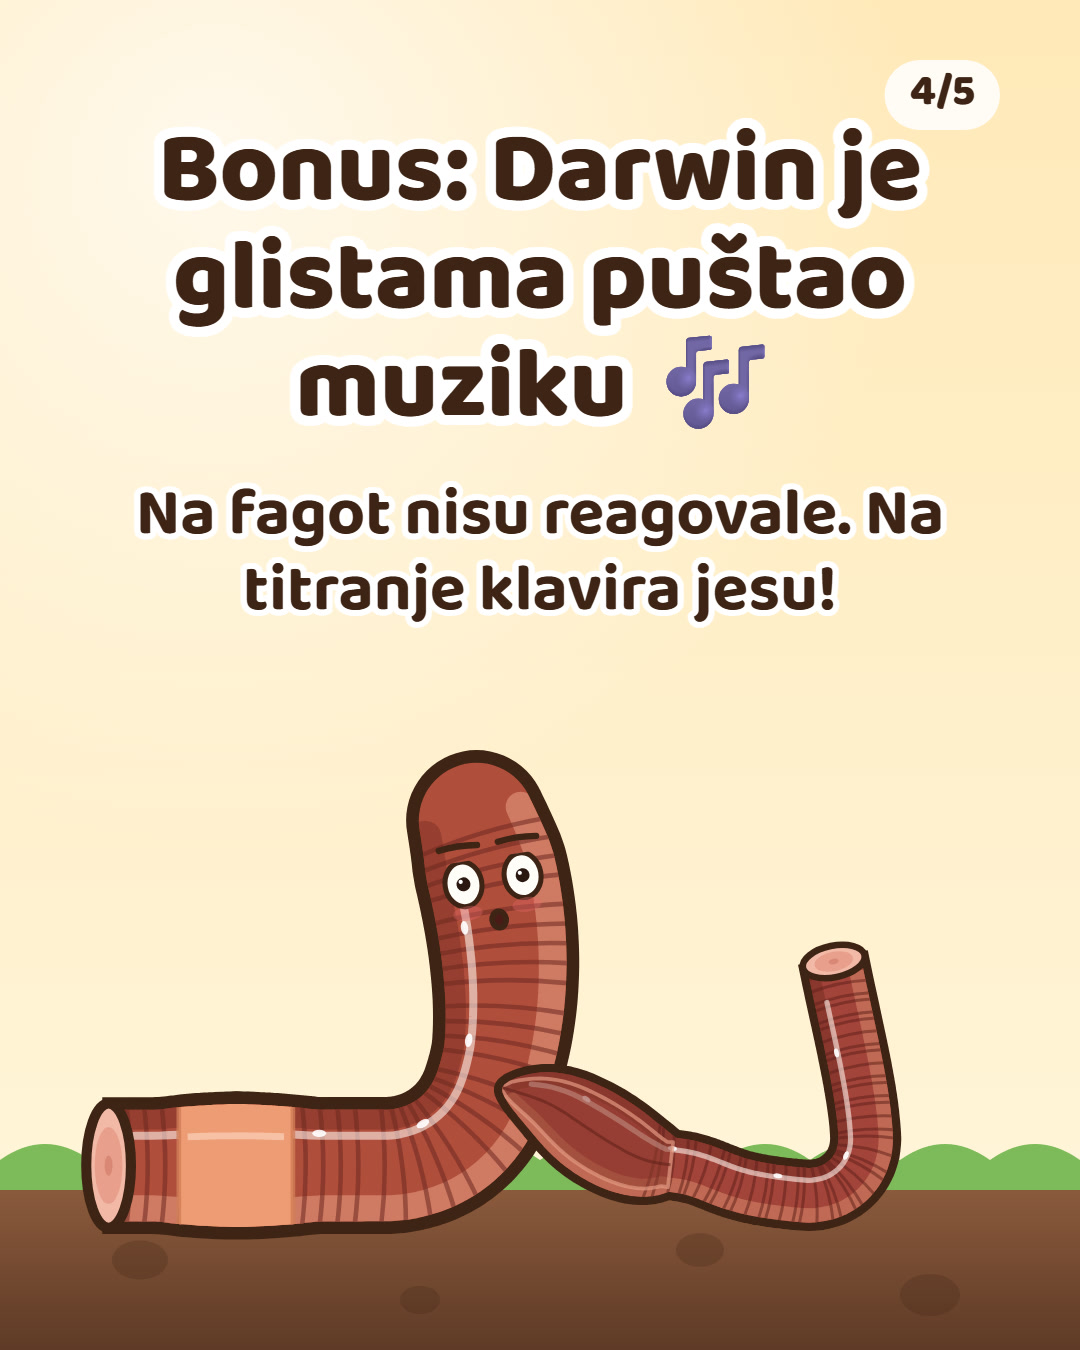 4/5
Bonus: Darwin je
glistama puštao
muziku 🎶
Na fagot nisu reagovale. Na
titranje klavira jesu!